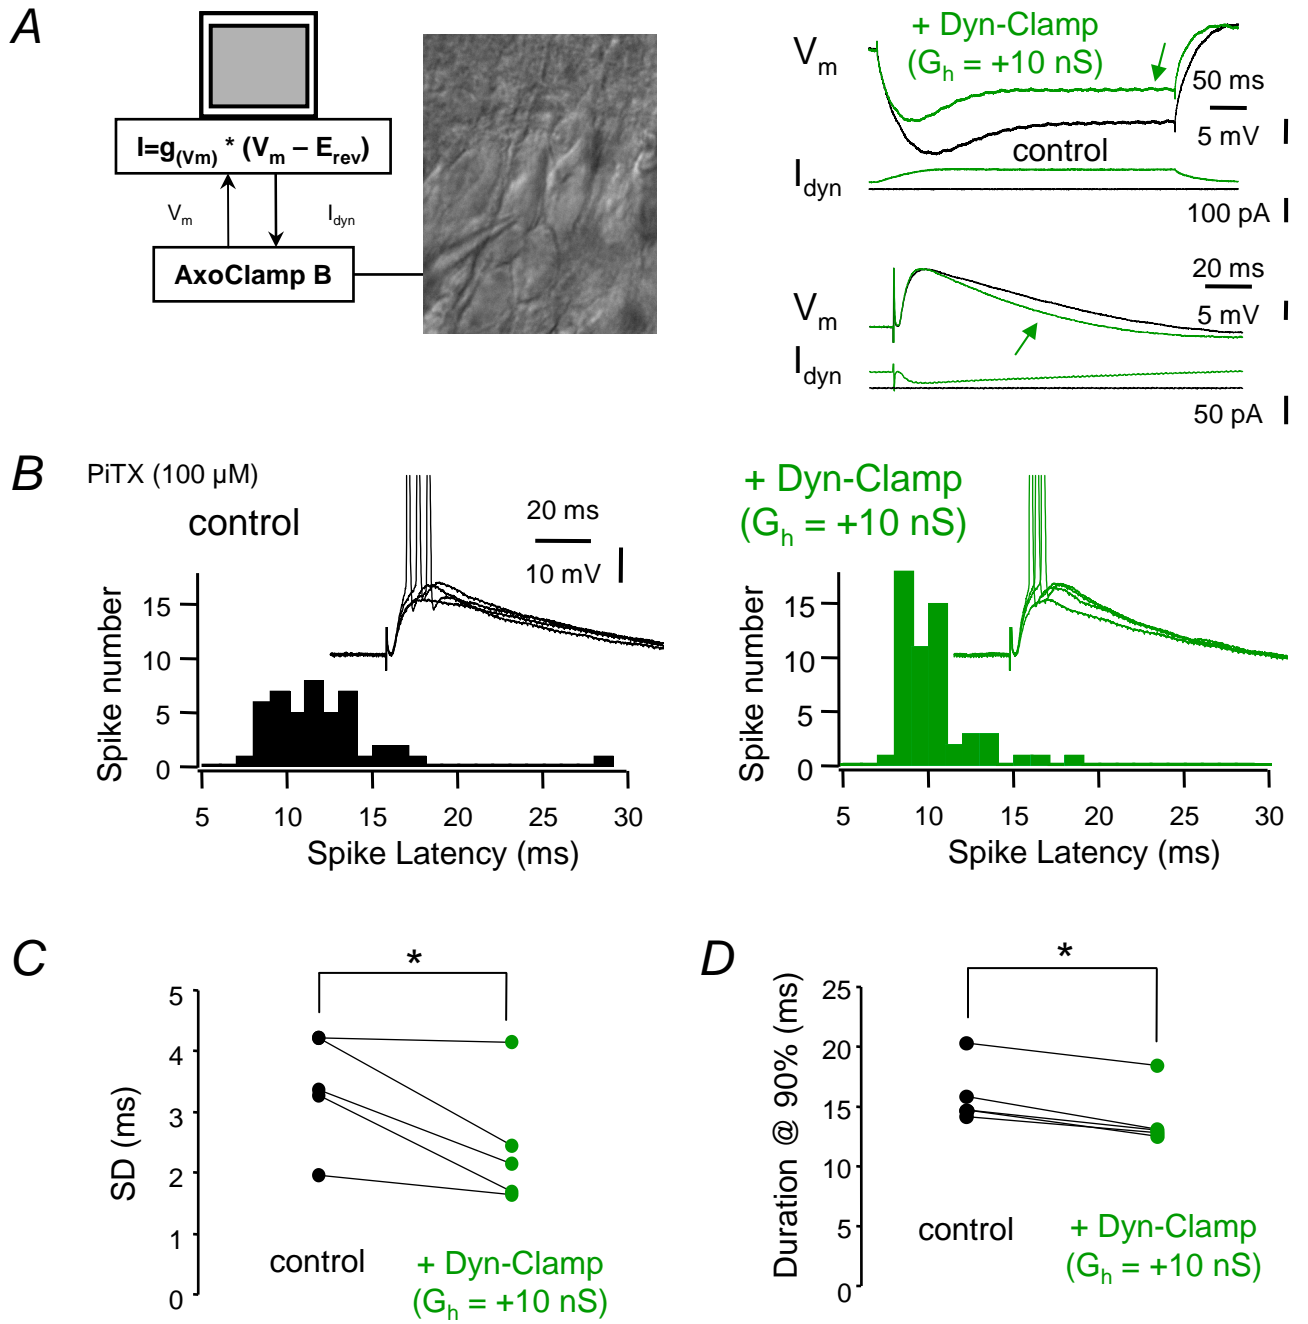 A
I=g(Vm) * (Vm – Erev)
Vm
Idyn
AxoClamp B
+ Dyn-Clamp
(Gh = +10 nS)
Vm
50 ms
5 mV
control
Idyn
100 pA
20 ms
Vm
5 mV
Idyn
50 pA
B
PiTX (100 µM)
control
20 ms
10 mV
Spike number
15
10
5
0
5
10
15
20
25
30
Spike Latency (ms)
+ Dyn-Clamp
(Gh = +10 nS)
Spike number
15
10
5
0
5
10
15
20
25
30
Spike Latency (ms)
C
*
SD (ms)
5
4
3
2
1
0
control
+ Dyn-Clamp
(Gh = +10 nS)
D
*
Duration @ 90% (ms)
25
20
15
10
5
0
control
+ Dyn-Clamp
(Gh = +10 nS)